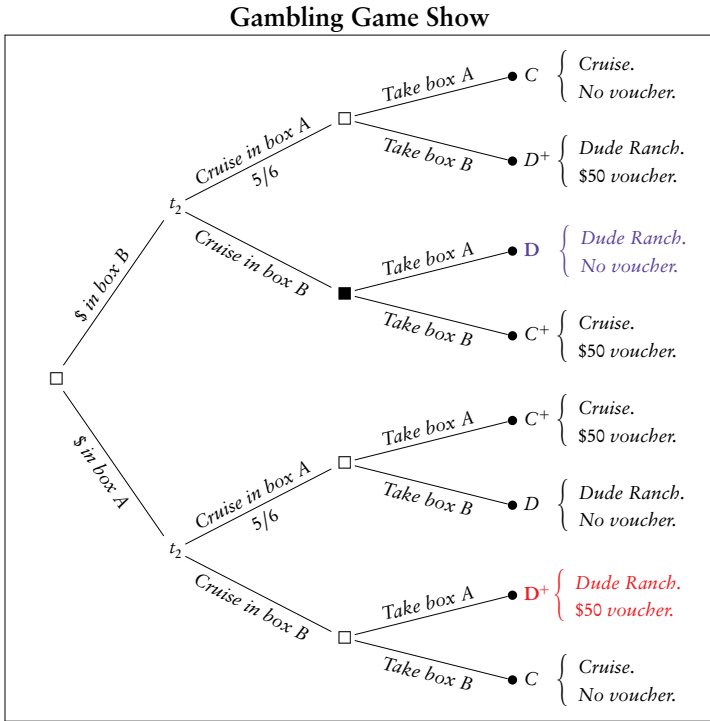 Gambling Game Show
Take box A
C
Cruise.
No voucher.
Cruise in box A
5/6
Take box B
D+
Dude Ranch.
$50 voucher.
t2
$ in box B
Cruise in box B
Take box A
D
Dude Ranch.
No voucher.
Take box B
C+
Cruise.
$50 voucher.
$ in box A
Take box A
C+
Cruise.
$50 voucher.
Cruise in box A
5/6
Take box B
D
Dude Ranch.
No voucher.
t2
Cruise in box B
Take box A
D+
Dude Ranch.
$50 voucher.
Take box B
C
Cruise.
No voucher.